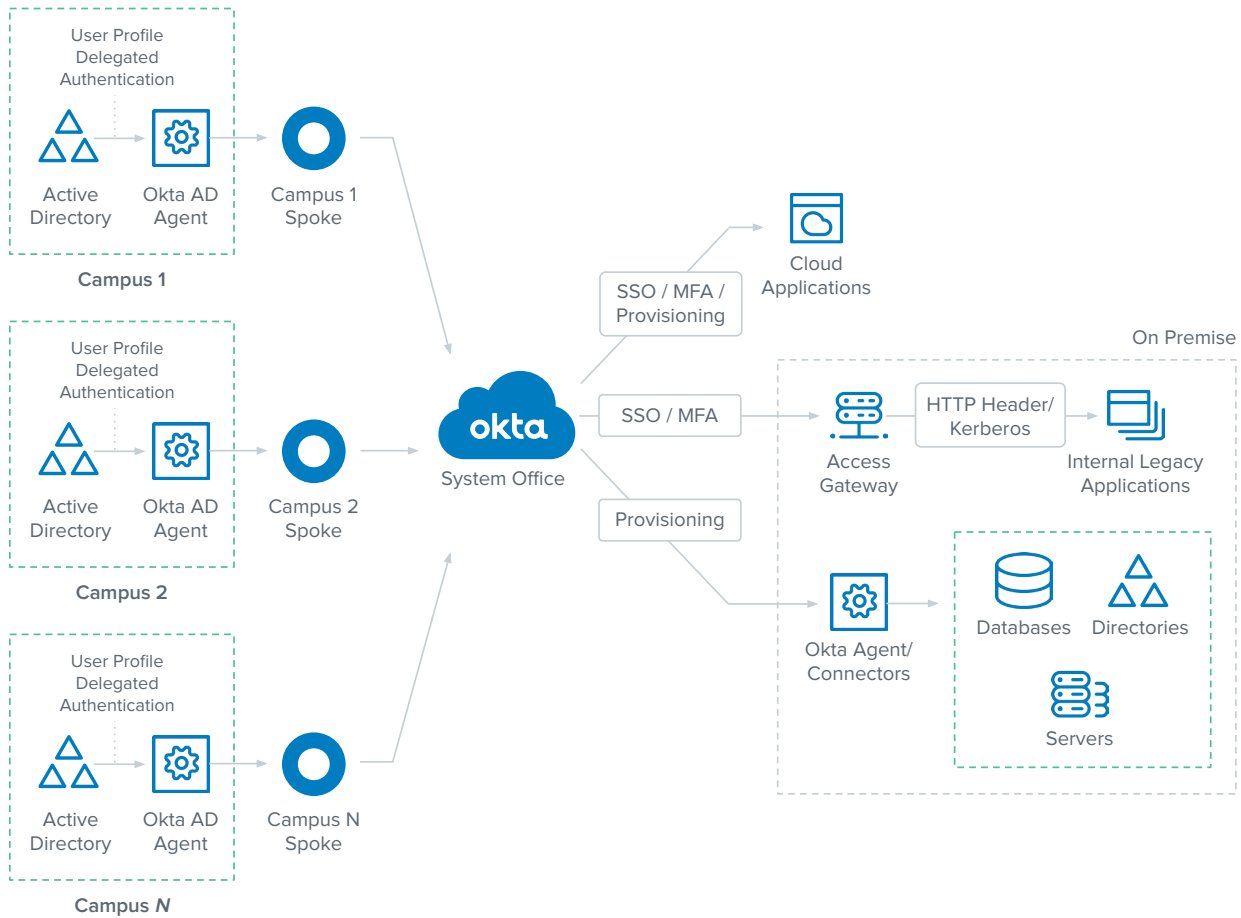 User Profile
Delegated
Authentication
Active
Directory
Okta AD
Agent
Campus 1
Spoke
Campus 1
User Profile
Delegated
Authentication
Active
Directory
Okta AD
Agent
Campus 2
Spoke
Campus 2
User Profile
Delegated
Authentication
Active
Directory
Okta AD
Agent
Campus N
Spoke
Campus N
okta
System Office
SSO / MFA /
Provisioning
Cloud
Applications
SSO / MFA
Provisioning
On Premise
Access
Gateway
HTTP Header/
Kerberos
Internal Legacy
Applications
Okta Agent/
Connectors
Databases
Directories
Servers